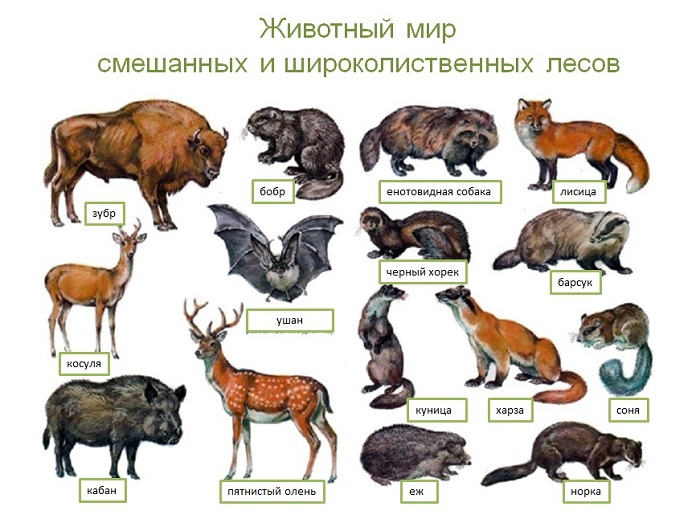 Животный мир
смешанных и широколиственных лесов
зубр
бобр
енотовидная собака
лисица
косуля
ушан
черный хорек
барсук
куница
харза
соня
кабан
пятнистый олень
еж
норка